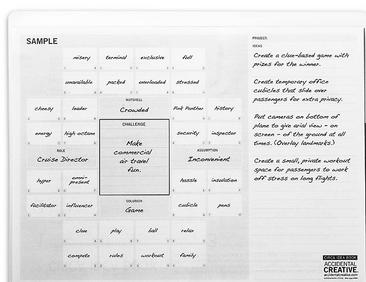 SAMPLE
PROJECT:
IDEAS
misery terminal exclusive full
unavailable packed overloaded stressed
NUTSHELL
cheesy leader Crowded Pink Panther history
CHALLENGE
energy high octane security inspector
Make
commercial
air travel
fun.
ROLE
Cruise Director
ASSUMPTION
Inconvenient
hyper omni-
present
hassle insulation
SOLUTION
facilitator influencer Game cubicle pens
clue play ball relax
compete rules workout family
Create a clue-based game with
prizes for the winner.
Create temporary office
cubicles that slide over
passengers for extra privacy.
Put cameras on bottom of
plane to give aerial view - on
screen - of the ground at all
times. (Overlay landmarks)
Create a small, private workout
space for passengers to work
off stress on long flights.
CIRCA IDEA BOOK
ACCIDENTAL
CREATIVE.
accidentalcreative.com